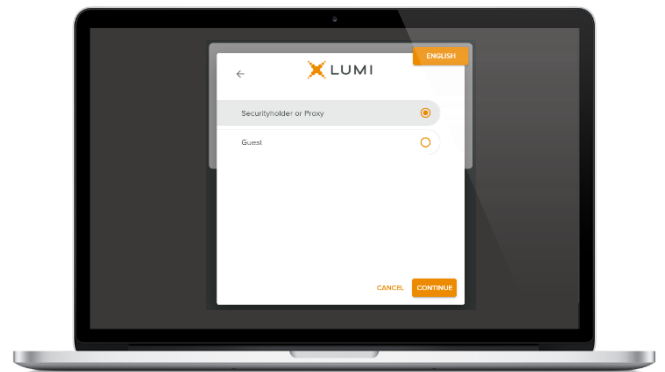 ENGLISH
LUMI
Securityholder or Proxy
Guest
CANCEL
CONTINUE